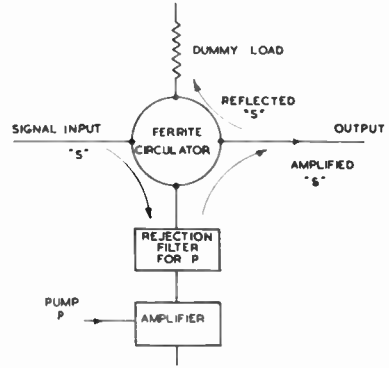 DUMMY LOAD
REFLECTED
"S"
SIGNAL INPUT
"S"
FERRITE
CIRCULATOR
OUTPUT
AMPLIFIED
"S"
REJECTION
FILTER
FOR P
PUMP
P
AMPLIFIER